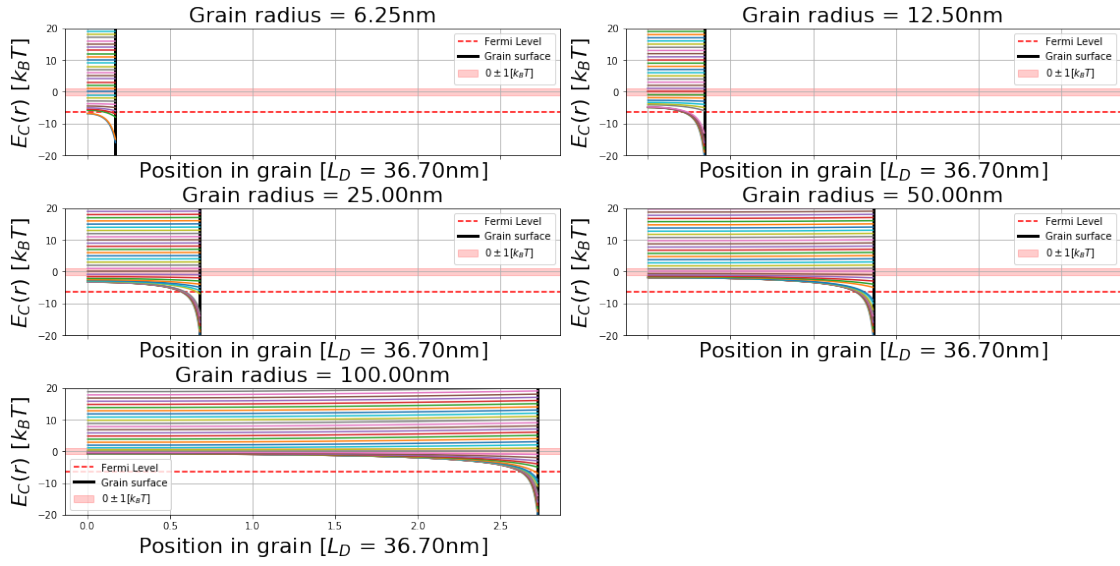 Grain radius = 6.25nm
E_C(r) [k_BT]
20
10
0
−10
−20
Fermi Level
Grain surface
0 ± 1[k_BT]
Position in grain [L_D = 36.70nm]
Grain radius = 12.50nm
E_C(r) [k_BT]
20
10
0
−10
−20
Fermi Level
Grain surface
0 ± 1[k_BT]
Position in grain [L_D = 36.70nm]
Grain radius = 25.00nm
E_C(r) [k_BT]
20
10
0
−10
−20
Fermi Level
Grain surface
0 ± 1[k_BT]
Position in grain [L_D = 36.70nm]
Grain radius = 50.00nm
E_C(r) [k_BT]
20
10
0
−10
−20
Fermi Level
Grain surface
0 ± 1[k_BT]
Position in grain [L_D = 36.70nm]
Grain radius = 100.00nm
E_C(r) [k_BT]
20
10
0
−10
−20
Fermi Level
Grain surface
0 ± 1[k_BT]
0.0 0.5 1.0 1.5 2.0 2.5
Position in grain [L_D = 36.70nm]